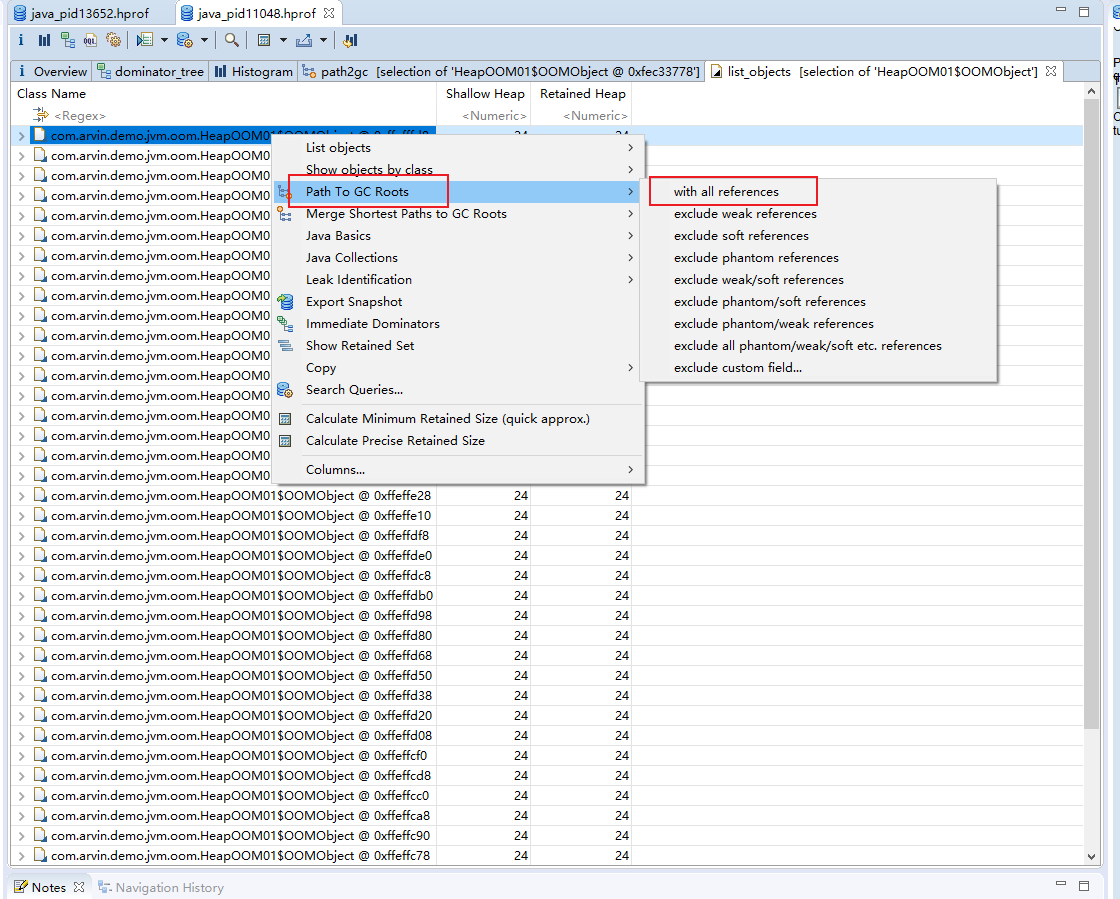 java_pid13652.hprof java_pid11048.hprof
Overview dominator_tree Histogram path2gc [selection of 'HeapOOM01$OOMObject @ 0xfec33778'] list_objects [selection of 'HeapOOM01$OOMObject']
Class Name Shallow Heap Retained Heap
<Regex> <Numeric> <Numeric>
com.arvin.demo.jvm.oom.HeapOOM01$OOMObject @
com.arvin.demo.jvm.oom.HeapOOM0 List objects
com.arvin.demo.jvm.oom.HeapOOM0 Show objects by class
com.arvin.demo.jvm.oom.HeapOOM0 Path To GC Roots with all references
com.arvin.demo.jvm.oom.HeapOOM0 Merge Shortest Paths to GC Roots exclude weak references
com.arvin.demo.jvm.oom.HeapOOM0 Java Basics exclude soft references
com.arvin.demo.jvm.oom.HeapOOM0 Java Collections exclude phantom references
com.arvin.demo.jvm.oom.HeapOOM0 Leak Identification exclude weak/soft references
com.arvin.demo.jvm.oom.HeapOOM0 Export Snapshot exclude phantom/soft references
com.arvin.demo.jvm.oom.HeapOOM0 Immediate Dominators exclude phantom/weak references
com.arvin.demo.jvm.oom.HeapOOM0 Show Retained Set exclude all phantom/weak/soft etc. references
com.arvin.demo.jvm.oom.HeapOOM0 Copy exclude custom field...
com.arvin.demo.jvm.oom.HeapOOM0 Search Queries...
com.arvin.demo.jvm.oom.HeapOOM0 Calculate Minimum Retained Size (quick approx.)
com.arvin.demo.jvm.oom.HeapOOM0 Calculate Precise Retained Size
com.arvin.demo.jvm.oom.HeapOOM0 Columns...
com.arvin.demo.jvm.oom.HeapOOM0
com.arvin.demo.jvm.oom.HeapOOM0
com.arvin.demo.jvm.oom.HeapOOM01$OOMObject @ 0xffeffe28 24 24
com.arvin.demo.jvm.oom.HeapOOM01$OOMObject @ 0xffeffe10 24 24
com.arvin.demo.jvm.oom.HeapOOM01$OOMObject @ 0xffeffdf8 24 24
com.arvin.demo.jvm.oom.HeapOOM01$OOMObject @ 0xffeffde0 24 24
com.arvin.demo.jvm.oom.HeapOOM01$OOMObject @ 0xffeffdc8 24 24
com.arvin.demo.jvm.oom.HeapOOM01$OOMObject @ 0xffeffdb0 24 24
com.arvin.demo.jvm.oom.HeapOOM01$OOMObject @ 0xffeffd98 24 24
com.arvin.demo.jvm.oom.HeapOOM01$OOMObject @ 0xffeffd80 24 24
com.arvin.demo.jvm.oom.HeapOOM01$OOMObject @ 0xffeffd68 24 24
com.arvin.demo.jvm.oom.HeapOOM01$OOMObject @ 0xffeffd50 24 24
com.arvin.demo.jvm.oom.HeapOOM01$OOMObject @ 0xffeffd38 24 24
com.arvin.demo.jvm.oom.HeapOOM01$OOMObject @ 0xffeffd20 24 24
com.arvin.demo.jvm.oom.HeapOOM01$OOMObject @ 0xffeffd08 24 24
com.arvin.demo.jvm.oom.HeapOOM01$OOMObject @ 0xffeffcf0 24 24
com.arvin.demo.jvm.oom.HeapOOM01$OOMObject @ 0xffeffcd8 24 24
com.arvin.demo.jvm.oom.HeapOOM01$OOMObject @ 0xffeffcc0 24 24
com.arvin.demo.jvm.oom.HeapOOM01$OOMObject @ 0xffeffca8 24 24
com.arvin.demo.jvm.oom.HeapOOM01$OOMObject @ 0xffeffc90 24 24
com.arvin.demo.jvm.oom.HeapOOM01$OOMObject @ 0xffeffc78 24 24
Notes Navigation History